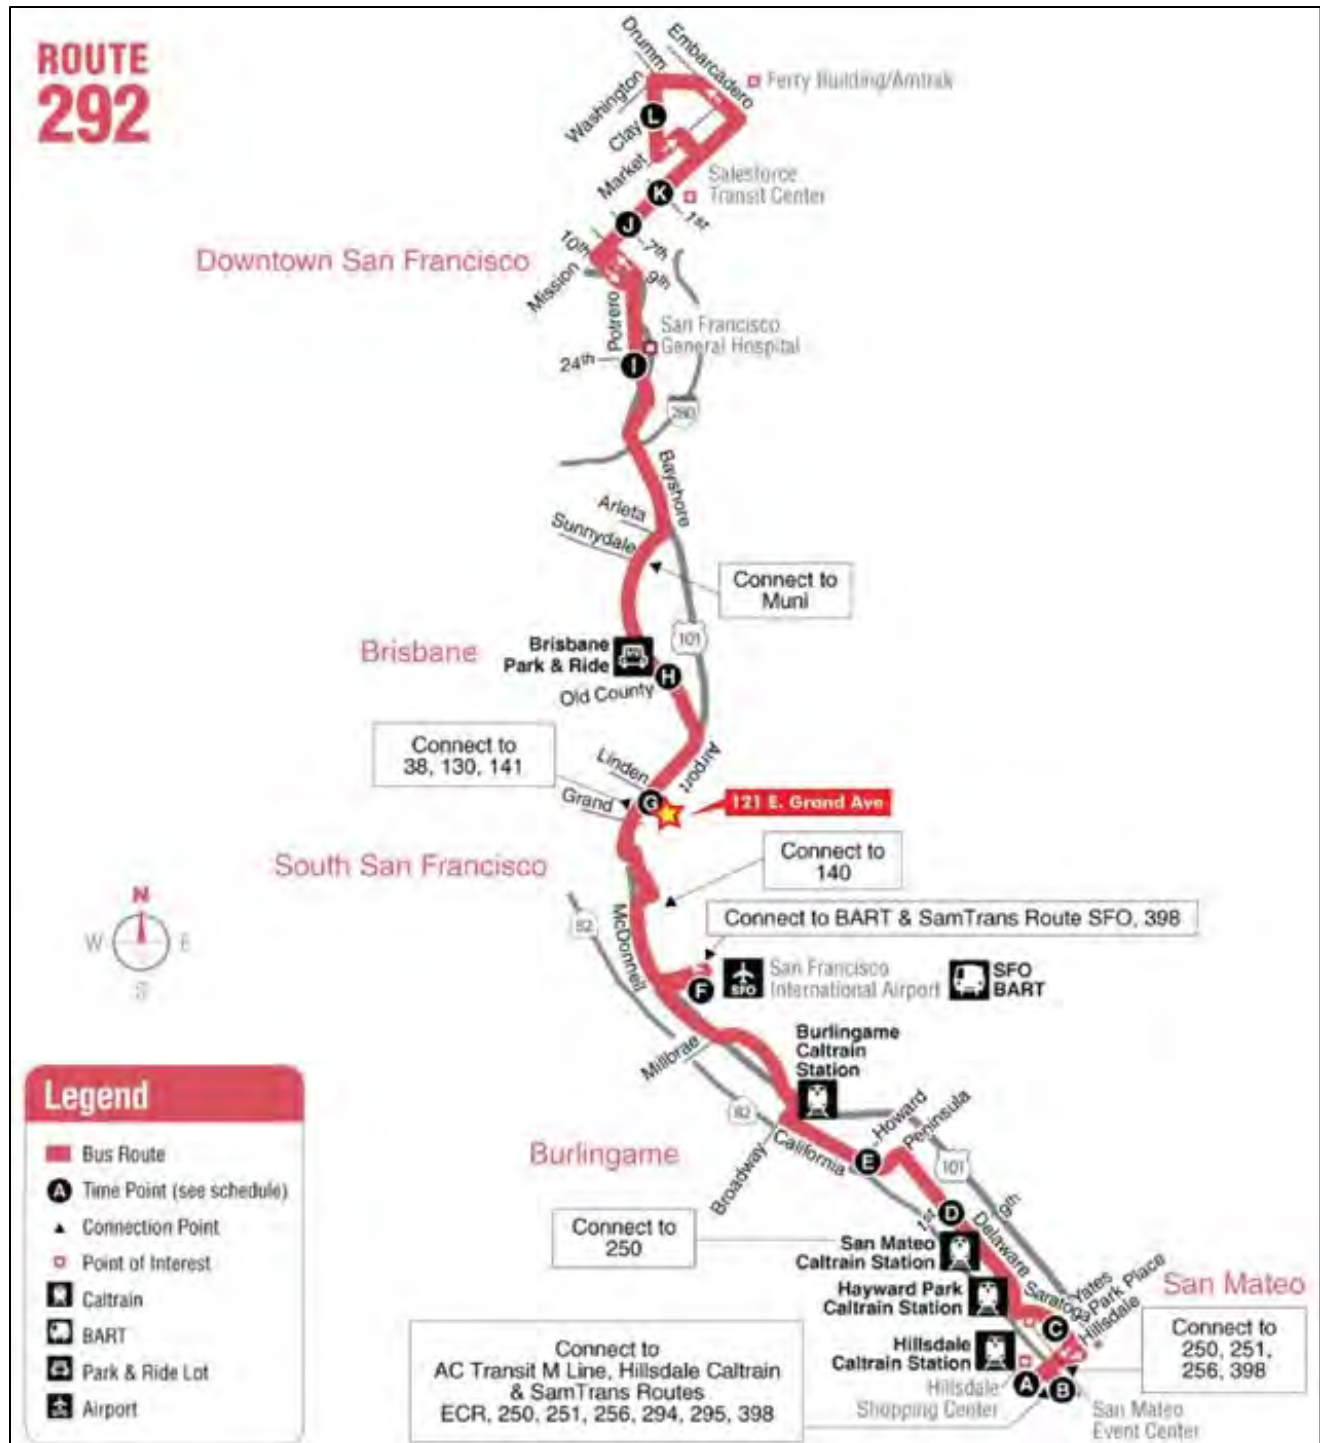 ROUTE
292
Drumm
Embarcadero
Washington
Ferry Building/Amtrak
Clay
Market
Salesforce
Transit Center
L
K
1st
J
7th
10th
9th
Downtown San Francisco
Mission
Potrero
San Francisco
General Hospital
24th
I
280
Bayshore
Arleta
Sunnydale
Connect to
Muni
101
Brisbane
Brisbane
Park & Ride
H
Old County
Connect to
38, 130, 141
Linden
Airport
G
Grand
121 E. Grand Ave
South San Francisco
Connect to
140
N
W
E
S
82
McDonnell
Connect to BART & SamTrans Route SFO, 398
F
SFO
San Francisco
International Airport
SFO
BART
Millbrae
Burlingame
Caltrain
Station
82
Howard
Peninsula
Burlingame
California
E
101
Broadway
9th
1st
D
Delaware
Connect to
250
San Mateo
Caltrain Station
Hayward Park
Caltrain Station
Saratoga
Yates
Park Place
Hillsdale
San Mateo
C
Connect to
250, 251,
256, 398
Hillsdale
Caltrain Station
A
B
Hillsdale
Shopping Center
San Mateo
Event Center
Connect to
AC Transit M Line, Hillsdale Caltrain
& SamTrans Routes
ECR, 250, 251, 256, 294, 295, 398
Legend
Bus Route
A Time Point (see schedule)
Connection Point
Point of Interest
Caltrain
BART
Park & Ride Lot
Airport